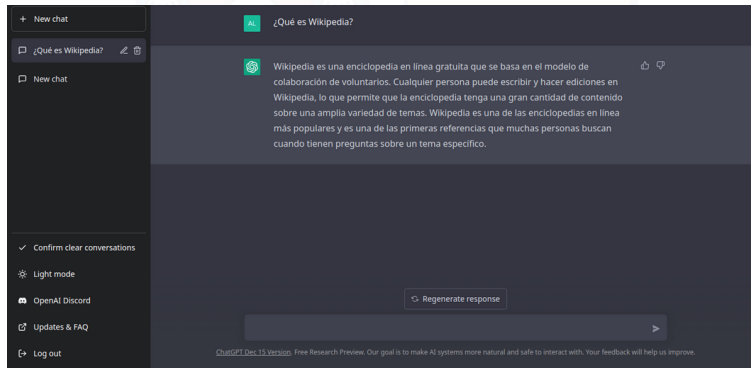 + New chat
¿Qué es Wikipedia?
New chat
Confirm clear conversations
Light mode
OpenAI Discord
Updates & FAQ
Log out
AL
¿Qué es Wikipedia?
Wikipedia es una enciclopedia en línea gratuita que se basa en el modelo de
colaboración de voluntarios. Cualquier persona puede escribir y hacer ediciones en
Wikipedia, lo que permite que la enciclopedia tenga una gran cantidad de contenido
sobre una amplia variedad de temas. Wikipedia es una de las enciclopedias en línea
más populares y es una de las primeras referencias que muchas personas buscan
cuando tienen preguntas sobre un tema específico.
Regenerate response
ChatGPT Dec 15 Version. Free Research Preview. Our goal is to make AI systems more natural and safe to interact with. Your feedback will help us improve.